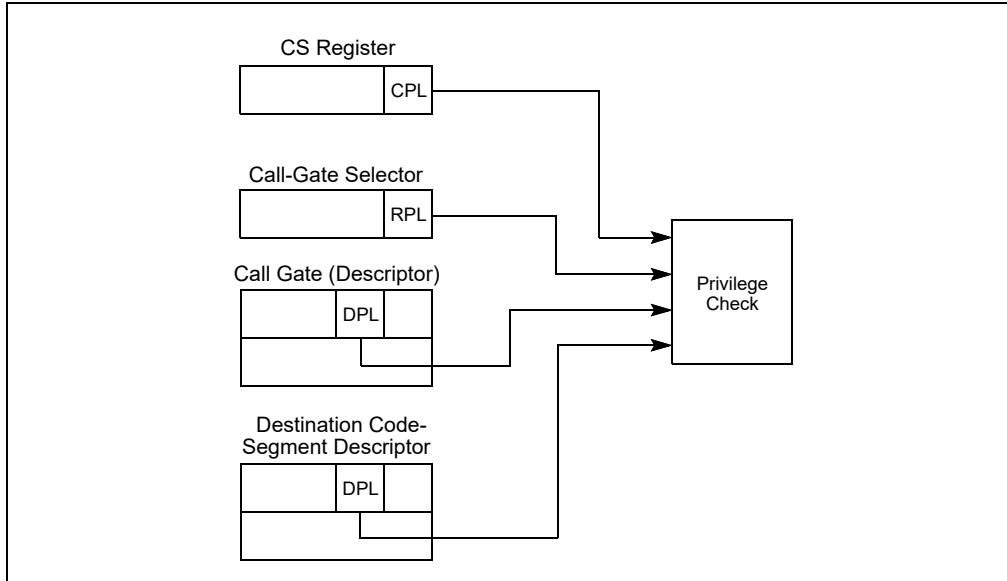 CS Register
CPL
Call-Gate Selector
RPL
Call Gate (Descriptor)
DPL
Privilege
Check
Destination Code-
Segment Descriptor
DPL